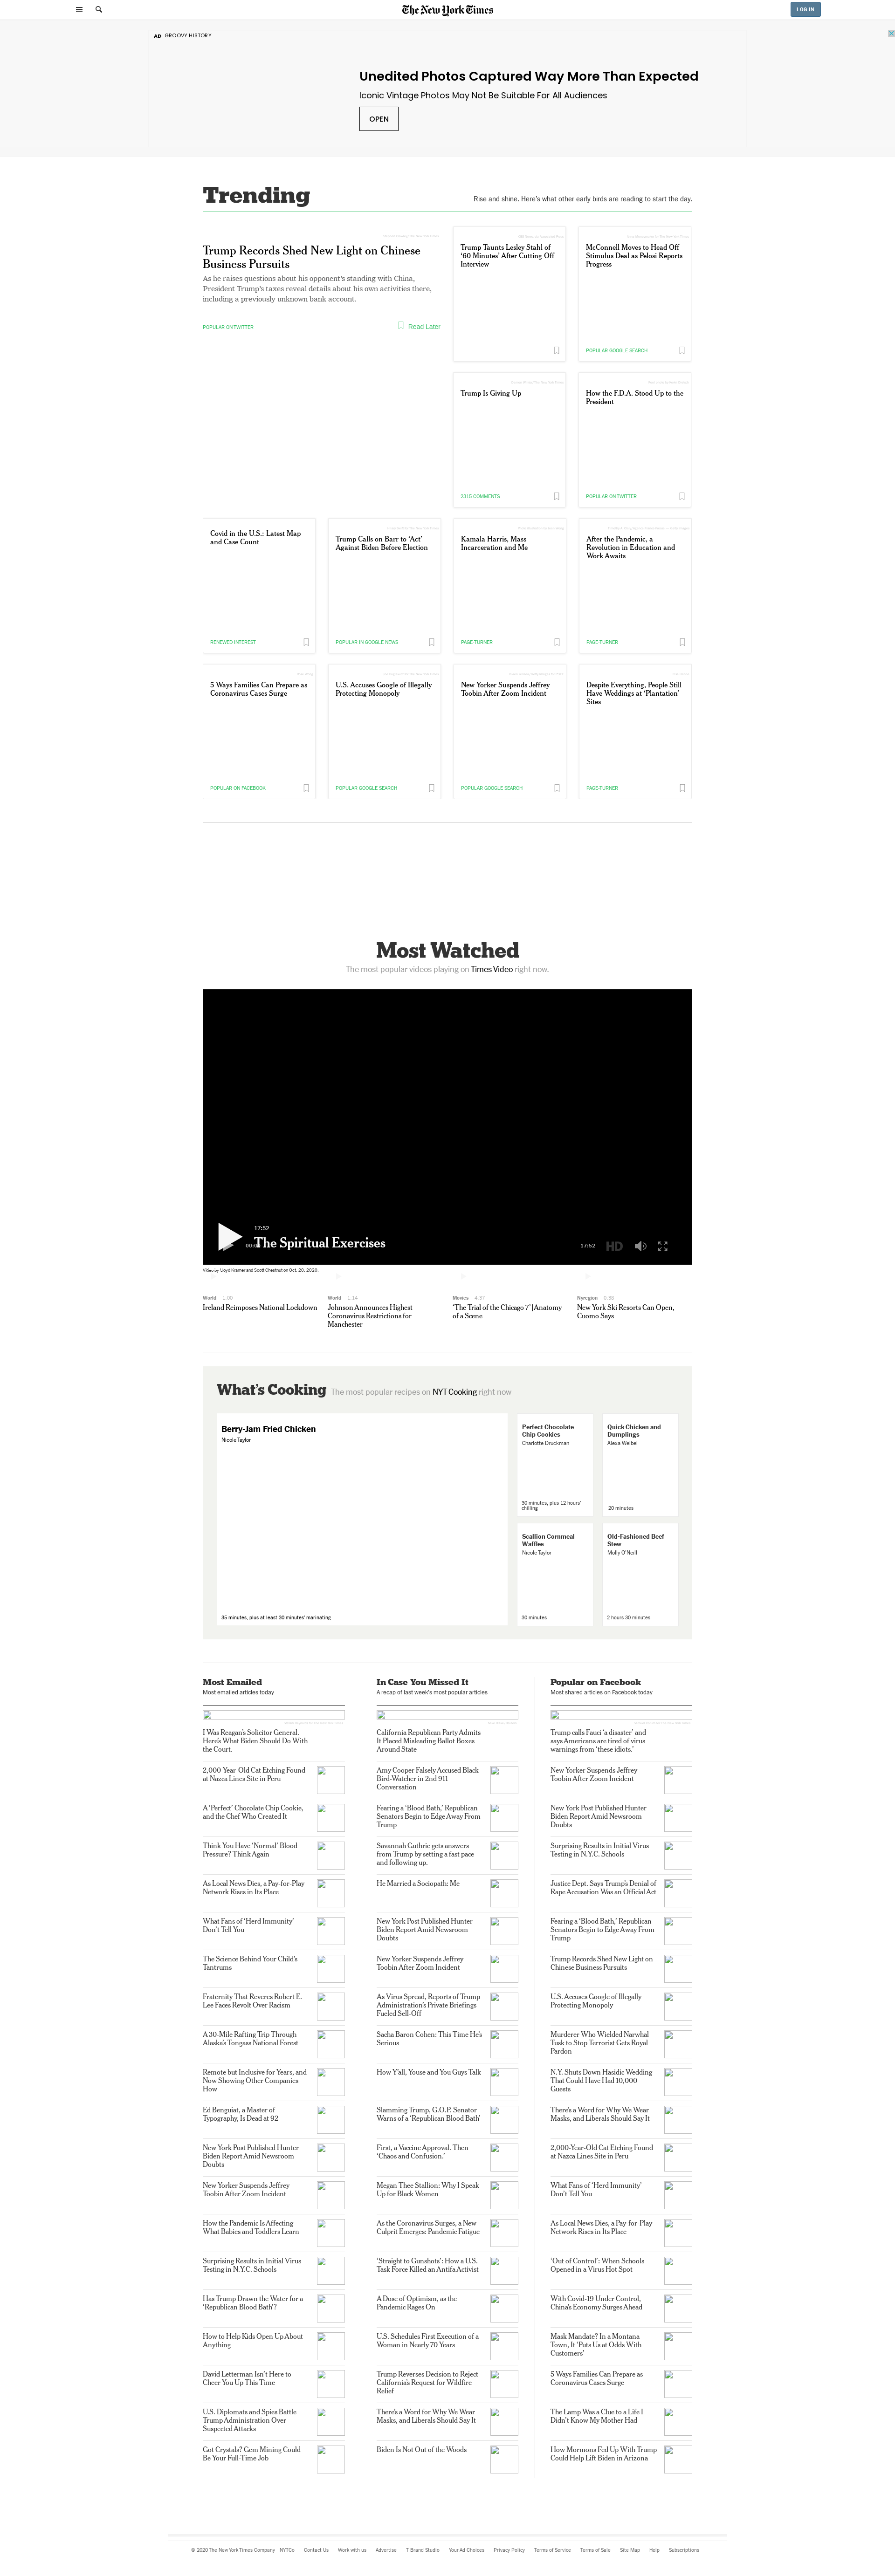 The New York Times
LOG IN
AD GROOVY HISTORY
Unedited Photos Captured Way More Than Expected
Iconic Vintage Photos May Not Be Suitable For All Audiences
OPEN
Trending
Rise and shine. Here's what other early birds are reading to start the day.
Trump Records Shed New Light on Chinese
Business Pursuits
As he raises questions about his opponent's standing with China,
President Trump's taxes reveal details about his own activities there,
including a previously unknown bank account.
POPULAR ON TWITTER
Read Later
Trump Taunts Lesley Stahl of
'60 Minutes' After Cutting Off
Interview
McConnell Moves to Head Off
Stimulus Deal as Pelosi Reports
Progress
POPULAR GOOGLE SEARCH
Trump Is Giving Up
2315 COMMENTS
How the F.D.A. Stood Up to the
President
POPULAR ON TWITTER
Covid in the U.S.: Latest Map
and Case Count
RENEWED INTEREST
Trump Calls on Barr to 'Act'
Against Biden Before Election
POPULAR IN GOOGLE NEWS
Kamala Harris, Mass
Incarceration and Me
PAGE-TURNER
After the Pandemic, a
Revolution in Education and
Work Awaits
PAGE-TURNER
5 Ways Families Can Prepare as
Coronavirus Cases Surge
POPULAR ON FACEBOOK
U.S. Accuses Google of Illegally
Protecting Monopoly
POPULAR GOOGLE SEARCH
New Yorker Suspends Jeffrey
Toobin After Zoom Incident
POPULAR GOOGLE SEARCH
Despite Everything, People Still
Have Weddings at 'Plantation'
Sites
PAGE-TURNER
Most Watched
The most popular videos playing on Times Video right now.
17:52
The Spiritual Exercises
17:52
HD
Video by Lloyd Kramer and Scott Chestnut on Oct. 20, 2020.
World 1:00
Ireland Reimposes National Lockdown
World 1:14
Johnson Announces Highest
Coronavirus Restrictions for
Manchester
Movies 4:37
'The Trial of the Chicago 7' | Anatomy
of a Scene
Nyregion 0:39
New York Ski Resorts Can Open,
Cuomo Says
What's Cooking The most popular recipes on NYT Cooking right now
Berry-Jam Fried Chicken
Nicole Taylor
35 minutes, plus at least 30 minutes' marinating
Perfect Chocolate
Chip Cookies
Charlotte Druckman
30 minutes, plus 12 hours'
chilling
Quick Chicken and
Dumplings
Alexa Weibel
20 minutes
Scallion Cornmeal
Waffles
Nicole Taylor
30 minutes
Old-Fashioned Beef
Stew
Molly O'Neill
2 hours 30 minutes
Most Emailed
Most emailed articles today
I Was Reagan's Solicitor General.
Here's What Biden Should Do With
the Court.
2,000-Year-Old Cat Etching Found
at Nazca Lines Site in Peru
A 'Perfect' Chocolate Chip Cookie,
and the Chef Who Created It
Think You Have 'Normal' Blood
Pressure? Think Again
As Local News Dies, a Pay-for-Play
Network Rises in Its Place
What Fans of 'Herd Immunity'
Don't Tell You
The Science Behind Your Child's
Tantrums
Fraternity That Reveres Robert E.
Lee Faces Revolt Over Racism
A 30-Mile Rafting Trip Through
Alaska's Tongass National Forest
Remote but Inclusive for Years, and
Now Showing Other Companies
How
Ed Benguiat, a Master of
Typography, Is Dead at 92
New York Post Published Hunter
Biden Report Amid Newsroom
Doubts
New Yorker Suspends Jeffrey
Toobin After Zoom Incident
How the Pandemic Is Affecting
What Babies and Toddlers Learn
Surprising Results in Initial Virus
Testing in N.Y.C. Schools
Has Trump Drawn the Water for a
'Republican Blood Bath'?
How to Help Kids Open Up About
Anything
David Letterman Isn't Here to
Cheer You Up This Time
U.S. Diplomats and Spies Battle
Trump Administration Over
Suspected Attacks
Got Crystals? Gem Mining Could
Be Your Full-Time Job
In Case You Missed It
A recap of last week's most popular articles
California Republican Party Admits
It Placed Misleading Ballot Boxes
Around State
Amy Cooper Falsely Accused Black
Bird-Watcher in 2nd 911
Conversation
Fearing a 'Blood Bath,' Republican
Senators Begin to Edge Away From
Trump
Savannah Guthrie gets answers
from Trump by setting a fast pace
and following up.
He Married a Sociopath: Me
New York Post Published Hunter
Biden Report Amid Newsroom
Doubts
New Yorker Suspends Jeffrey
Toobin After Zoom Incident
As Virus Spread, Reports of Trump
Administration's Private Briefings
Fueled Sell-Off
Sacha Baron Cohen: This Time He's
Serious
How Y'all, Youse and You Guys Talk
Slamming Trump, G.O.P. Senator
Warns of a 'Republican Blood Bath'
First, a Vaccine Approval. Then
'Chaos and Confusion.'
Megan Thee Stallion: Why I Speak
Up for Black Women
As the Coronavirus Surges, a New
Culprit Emerges: Pandemic Fatigue
'Straight to Gunshots': How a U.S.
Task Force Killed an Antifa Activist
A Dose of Optimism, as the
Pandemic Rages On
U.S. Schedules First Execution of a
Woman in Nearly 70 Years
Trump Reverses Decision to Reject
California's Request for Wildfire
Relief
There's a Word for Why We Wear
Masks, and Liberals Should Say It
Biden Is Not Out of the Woods
Popular on Facebook
Most shared articles on Facebook today
Trump calls Fauci 'a disaster' and
says Americans are tired of virus
warnings from 'these idiots.'
New Yorker Suspends Jeffrey
Toobin After Zoom Incident
New York Post Published Hunter
Biden Report Amid Newsroom
Doubts
Surprising Results in Initial Virus
Testing in N.Y.C. Schools
Justice Dept. Says Trump's Denial of
Rape Accusation Was an Official Act
Fearing a 'Blood Bath,' Republican
Senators Begin to Edge Away From
Trump
Trump Records Shed New Light on
Chinese Business Pursuits
U.S. Accuses Google of Illegally
Protecting Monopoly
Murderer Who Wielded Narwhal
Tusk to Stop Terrorist Gets Royal
Pardon
N.Y. Shuts Down Hasidic Wedding
That Could Have Had 10,000
Guests
There's a Word for Why We Wear
Masks, and Liberals Should Say It
2,000-Year-Old Cat Etching Found
at Nazca Lines Site in Peru
What Fans of 'Herd Immunity'
Don't Tell You
As Local News Dies, a Pay-for-Play
Network Rises in Its Place
'Out of Control': When Schools
Opened in a Virus Hot Spot
With Covid-19 Under Control,
China's Economy Surges Ahead
Mask Mandate? In a Montana
Town, It 'Puts Us at Odds With
Customers'
5 Ways Families Can Prepare as
Coronavirus Cases Surge
The Lamp Was a Clue to a Life I
Didn't Know My Mother Had
How Mormons Fed Up With Trump
Could Help Lift Biden in Arizona
© 2020 The New York Times Company NYTCo Contact Us Work with us Advertise T Brand Studio Your Ad Choices Privacy Policy Terms of Service Terms of Sale Site Map Help Subscriptions